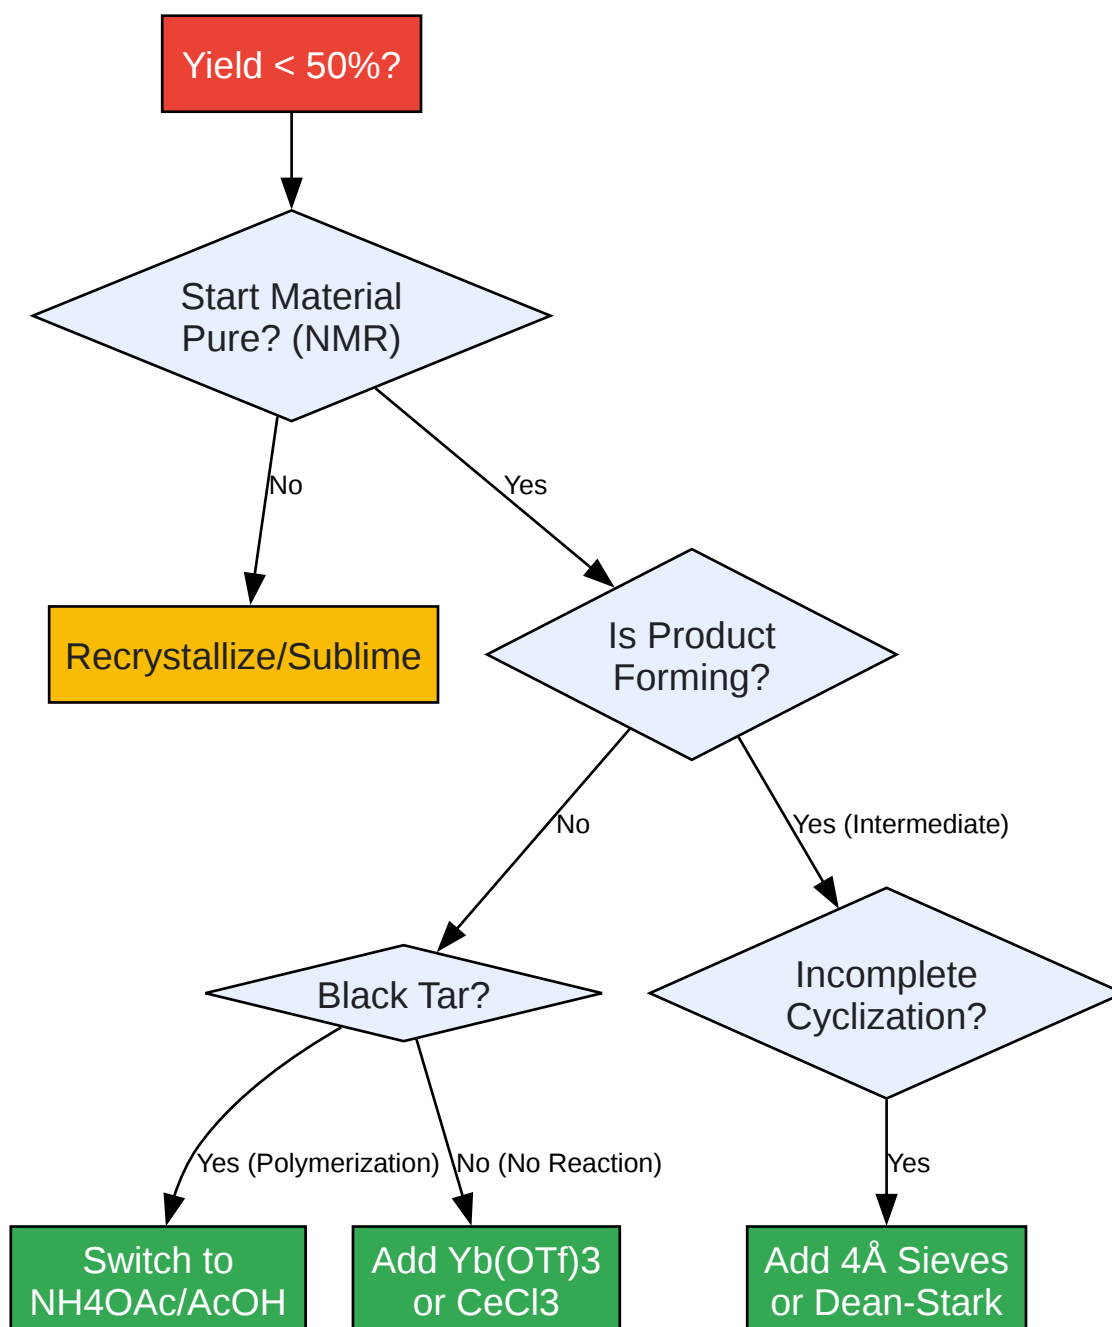 Yield < 50%?
Start Material
Pure? (NMR)
No
Yes
Recrystallize/Sublime
Is Product
Forming?
No
Yes (Intermediate)
Black Tar?
Incomplete
Cyclization?
Yes (Polymerization)
No (No Reaction)
Yes
Switch to
NH4OAc/AcOH
Add Yb(OTf)3
or CeCl3
Add 4Å Sieves
or Dean-Stark